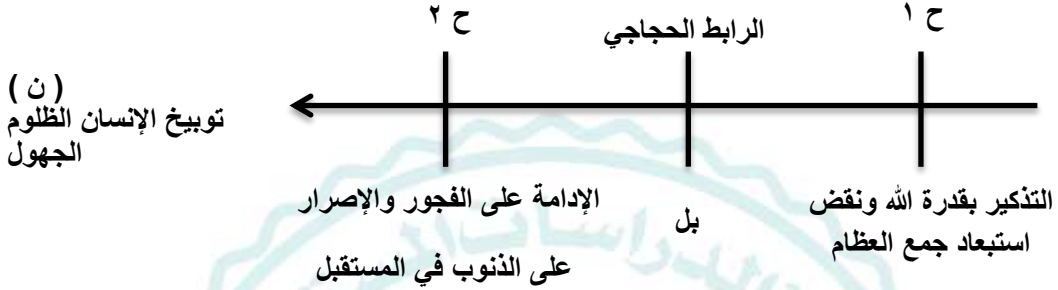 ح ١
الرابط الحجاجي
ح ٢
( ن )
توبيخ الإنسان الظلوم
الجهول
التذكير بقدرة الله ونقض
استبعاد جمع العظام
بل
الإدامة على الفجور والإصرار
على الذنوب في المستقبل